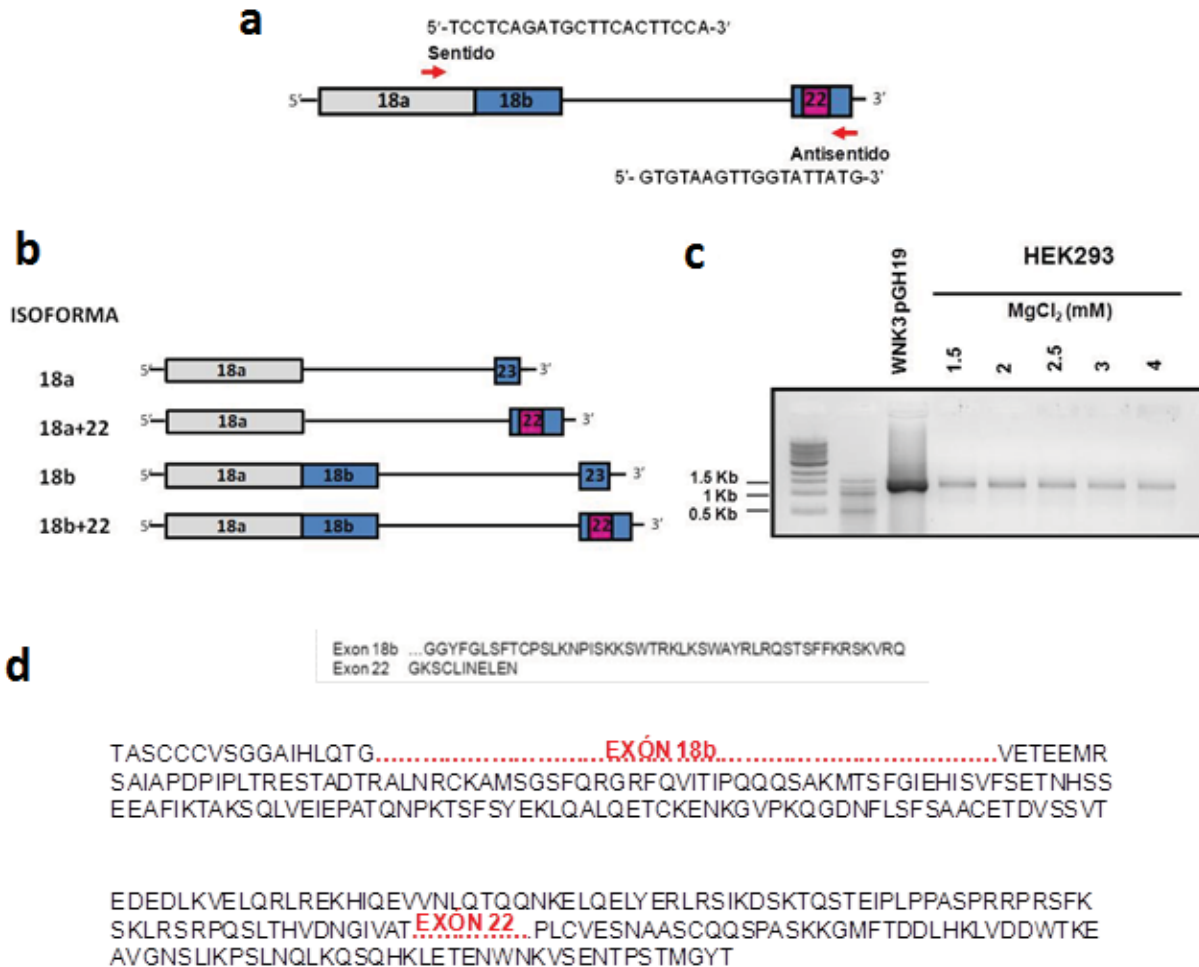 a
5'-TCCTCAGATGCTTCACTTCCA-3'
Sentido
5' 18a 18b 22 3'
Antisentido
5'- GTGTAAGTTGGTATTATG-3'
b
ISOFORMA
18a 5' 18a 23 3'
18a+22 5' 18a 22 3'
18b 5' 18a 18b 23 3'
18b+22 5' 18a 18b 22 3'
c
HEK293
MgCl₂ (mM)
WNK3 pGH19 1.5 2 2.5 3 4
1.5 Kb
1 Kb
0.5 Kb
d
Exon 18b ...GGYFGLSFTCPSLKNPISKKSWTRKLKSWAYRLRQSTSFFKRSKVRQ
Exon 22 GKSCLINELEN
TASCCCVSGGAIHLQTG.......EXÓN 18b.......VETEEMR
SAIAPDPIPLTRESTADTRALNRCKAMSGSFQRGRFQVITIPQQQSAKMTSFGIEHISVFSETNHSS
EEAFIKTAKSQLVEIEPATQNPKTSFSYEKLQALQETCKENKGVPKQGDNFLSFSAACETDVSSVT
EDEDLKVELQRLREKHIQEVVNLQTQQNKELQELYERLRSIKDSKTQSTEIPLPPASPRRPRSFK
SKLRSRPQSLTHVDNGIVATEXÓN 22..PLCVESNAASCQQSPASKKGMFTDDLHKLVDDWTKE
AVGNSLIKPSLNQLKQSQHKLETENWNKVSENTPSTMGYT